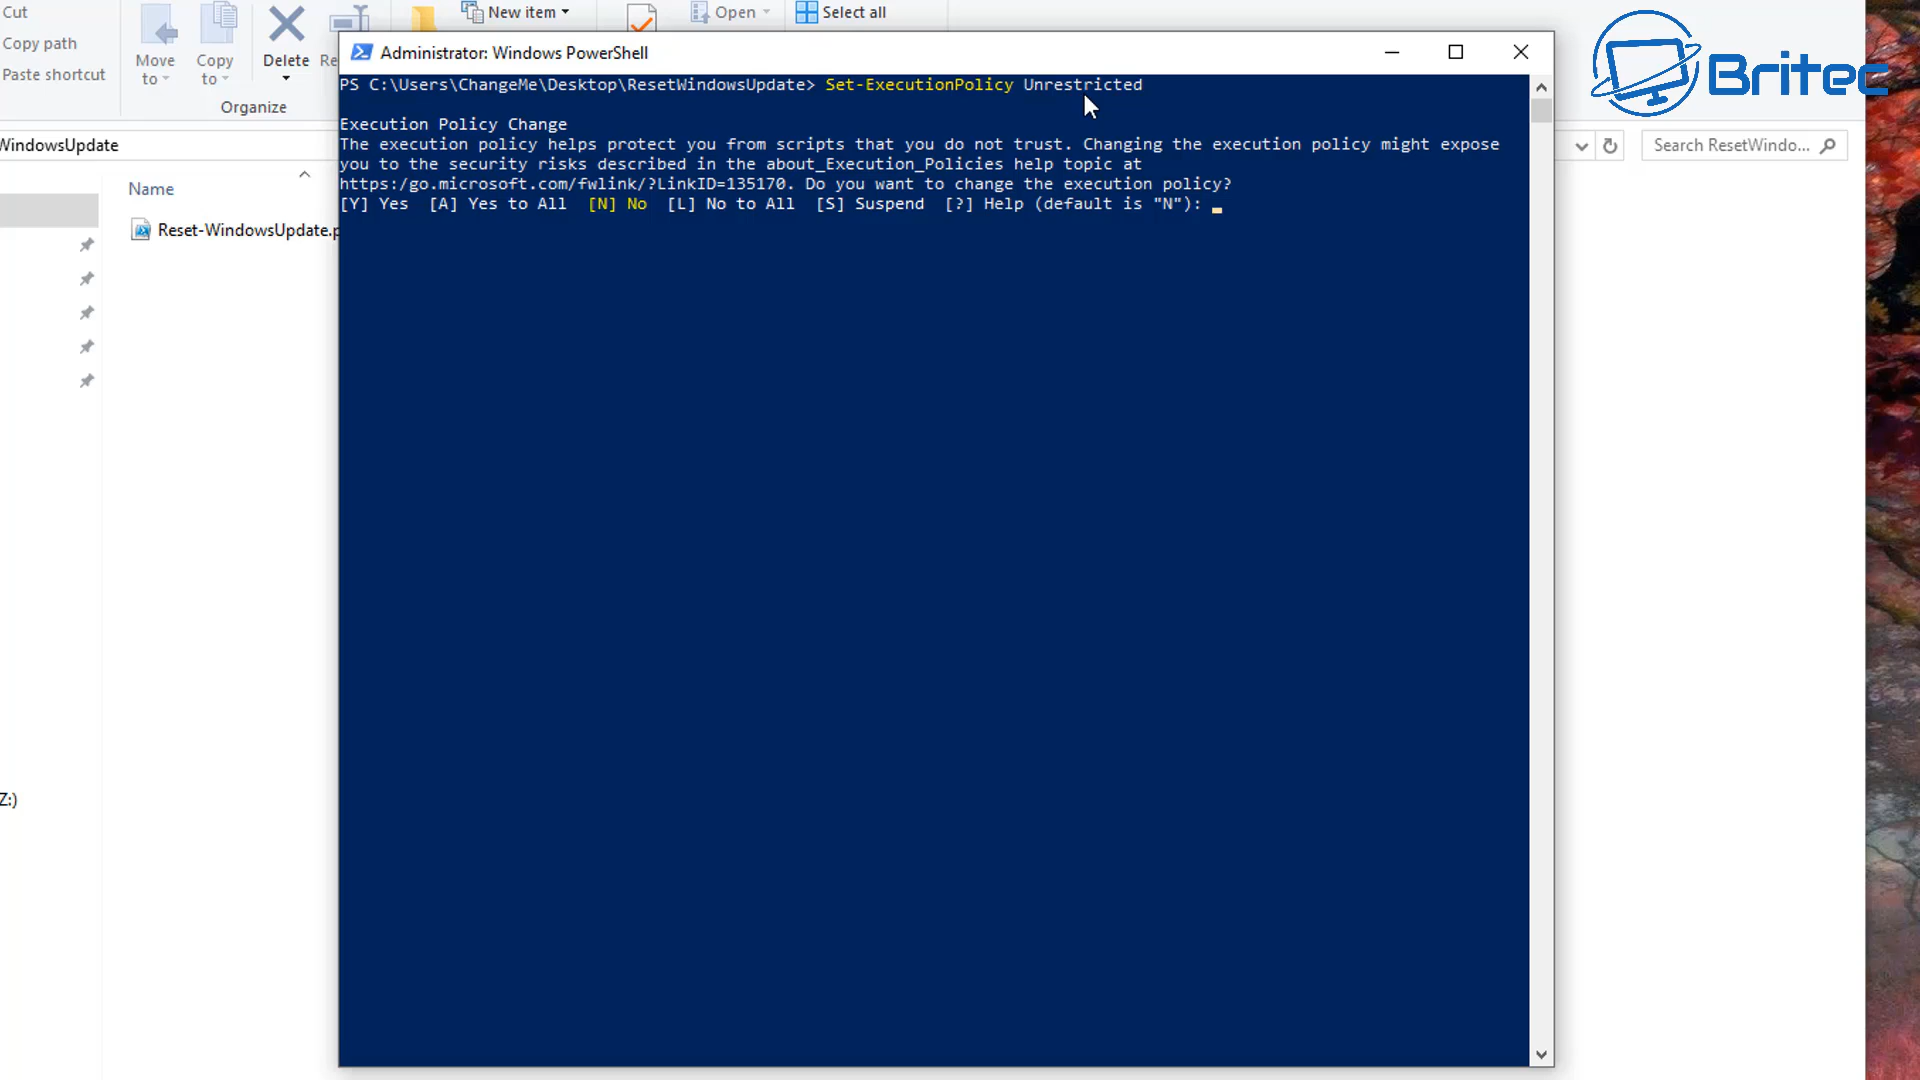 Cut
Copy path
Paste shortcut
Move
to
Copy
to
Delete
Re
New item
Open
Select all
Organize
Administrator: Windows PowerShell
Britec
WindowsUpdate
Search ResetWindo...
Name
Reset-WindowsUpdate.p
Z:)
PS C:\Users\ChangeMe\Desktop\ResetWindowsUpdate> Set-ExecutionPolicy Unrestricted
Execution Policy Change
The execution policy helps protect you from scripts that you do not trust. Changing the execution policy might expose
you to the security risks described in the about_Execution_Policies help topic at
https:/go.microsoft.com/fwlink/?LinkID=135170. Do you want to change the execution policy?
[Y] Yes  [A] Yes to All  [N] No  [L] No to All  [S] Suspend  [?] Help (default is "N"):